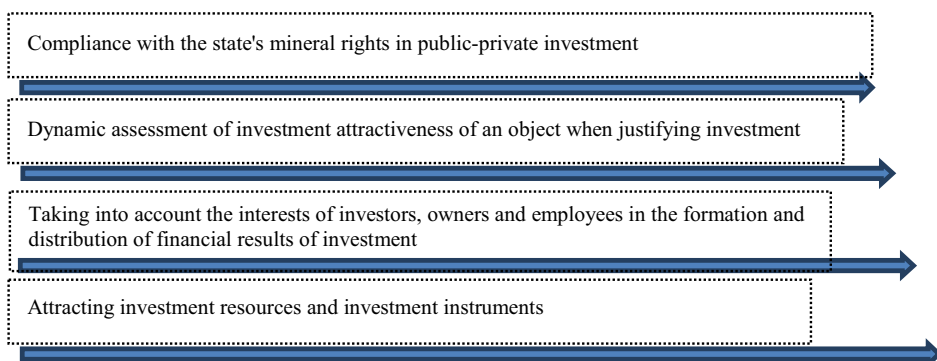 Compliance with the state's mineral rights in public-private investment
Dynamic assessment of investment attractiveness of an object when justifying investment
Taking into account the interests of investors, owners and employees in the formation and
distribution of financial results of investment
Attracting investment resources and investment instruments